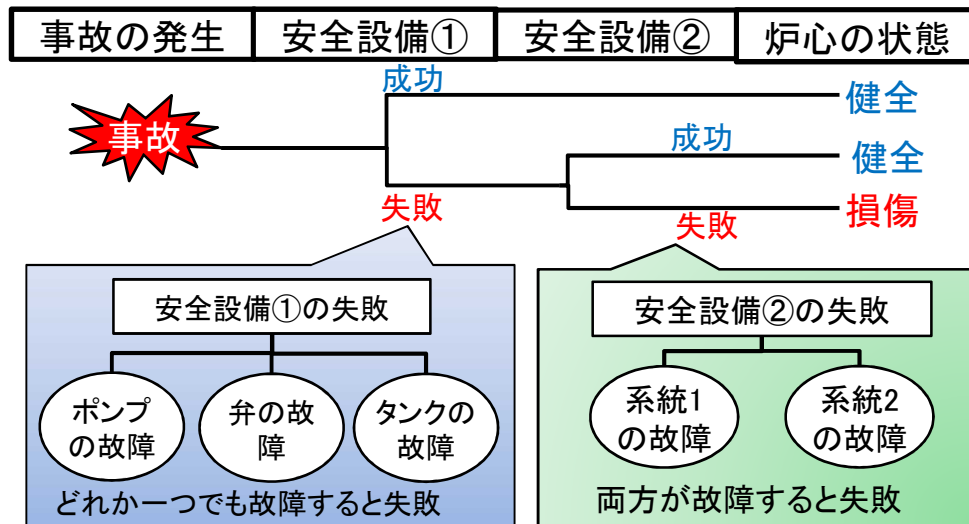 事故の発生
安全設備①
安全設備②
炉心の状態
成功
健全
事故
成功
健全
失敗
損傷
失敗
安全設備①の失敗
ポンプ
の故障
弁の故
障
タンクの
故障
どれか一つでも故障すると失敗
安全設備②の失敗
系統1
の故障
系統2
の故障
両方が故障すると失敗